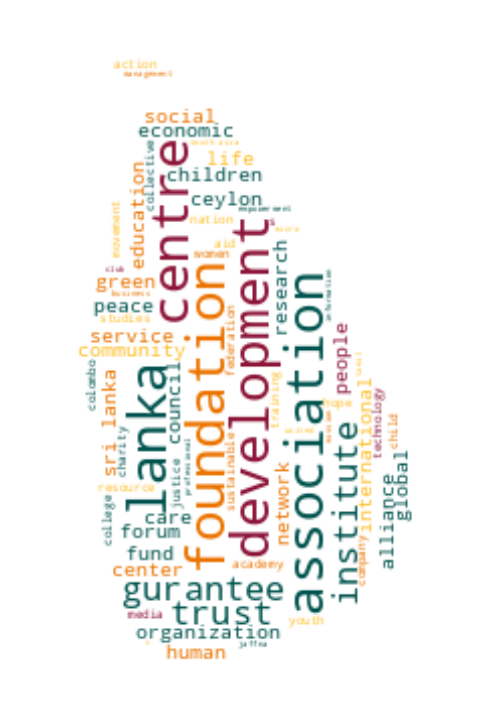 action
management
social
economic
south asia
collective
life
centre
children
education
ceylon
empowerment
nation
movement
development
aid
women
research
club
green
business
foundation
association
information
peace
studies
federation
service
community
people
lanka
council
colombo
sri lanka
training
international
technology
hope
child
charity
sustainable
institute
professional
justice
resource
network
global
alliance
college
care
forum
fund
center
academy
company
gurantee
trust
media
youth
organization
jaffna
human